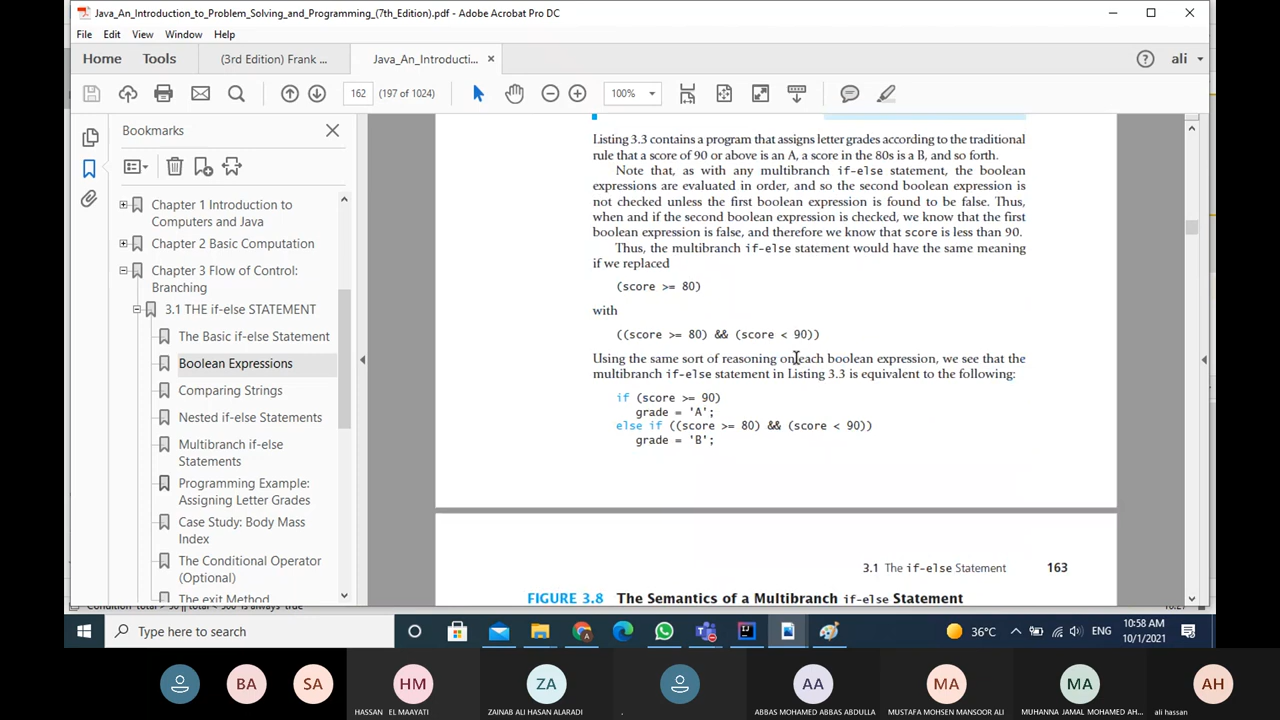 Java_An_Introduction_to_Problem_Solving_and_Programming_(7th_Edition).pdf - Adobe Acrobat Pro DC
File Edit View Window Help
Home Tools (3rd Edition) Frank ... Java_An_Introducti... × ali
162 (197 of 1024) 100%
Bookmarks
Chapter 1 Introduction to
Computers and Java
Chapter 2 Basic Computation
Chapter 3 Flow of Control:
Branching
3.1 THE if-else STATEMENT
The Basic if-else Statement
Boolean Expressions
Comparing Strings
Nested if-else Statements
Multibranch if-else
Statements
Programming Example:
Assigning Letter Grades
Case Study: Body Mass
Index
The Conditional Operator
(Optional)
The exit Method
Listing 3.3 contains a program that assigns letter grades according to the traditional
rule that a score of 90 or above is an A, a score in the 80s is a B, and so forth.
Note that, as with any multibranch if-else statement, the boolean
expressions are evaluated in order, and so the second boolean expression is
not checked unless the first boolean expression is found to be false. Thus,
when and if the second boolean expression is checked, we know that the first
boolean expression is false, and therefore we know that score is less than 90.
Thus, the multibranch if-else statement would have the same meaning
if we replaced
(score >= 80)
with
((score >= 80) && (score < 90))
Using the same sort of reasoning on each boolean expression, we see that the
multibranch if-else statement in Listing 3.3 is equivalent to the following:
if (score >= 90)
grade = 'A';
else if ((score >= 80) && (score < 90))
grade = 'B';
3.1 The if-else Statement 163
FIGURE 3.8 The Semantics of a Multibranch if-else Statement
Type here to search
36°C ENG 10:58 AM
10/1/2021
BA SA HM ZA AA MA MA AH
HASSAN EL MAAYATI ZAINAB ALI HASAN ALARADI . ABBAS MOHAMED ABBAS ABDULLA MUSTAFA MOHSEN MANSOOR ALI MUHANNA JAMAL MOHAMED AH... ali hassan